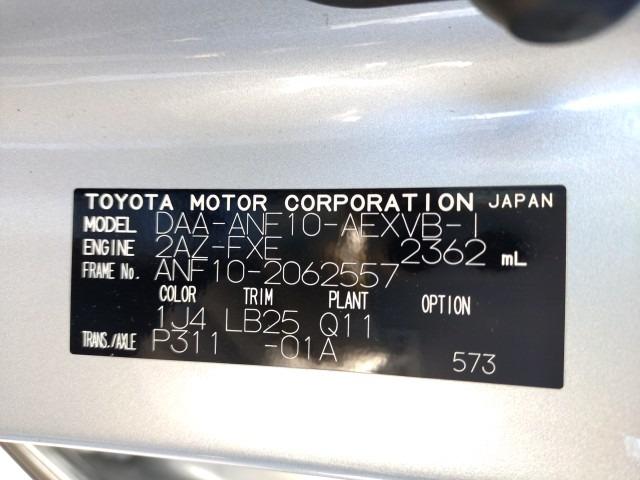 TOYOTA MOTOR CORPORATION JAPAN
MODEL DAA-ANF10-AEXVB-I
ENGINE 2AZ-FXE 2362 mL
FRAME No. ANF10-2062557
COLOR TRIM PLANT OPTION
1J4 LB25 Q11
TRANS./AXLE P311 -01A
573